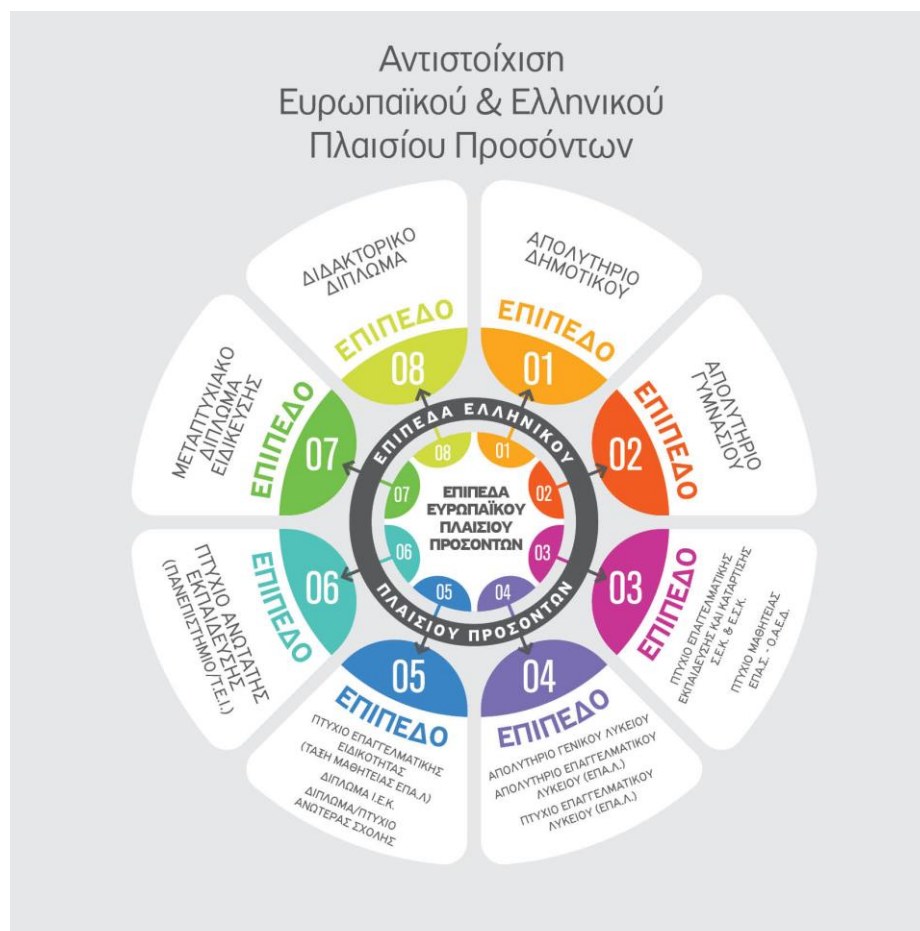 Αντιστοίχιση
Ευρωπαϊκού & Ελληνικού
Πλαισίου Προσόντων
ΑΠΟΛΥΤΗΡΙΟ
ΔΗΜΟΤΙΚΟΥ
ΕΠΙΠΕΔΟ
01
ΑΠΟΛΥΤΗΡΙΟ
ΓΥΜΝΑΣΙΟΥ
ΕΠΙΠΕΔΟ
02
ΕΠΙΠΕΔΟ
03
ΠΤΥΧΙΟ ΕΠΑΓΓΕΛΜΑΤΙΚΗΣ
ΕΚΠΑΙΔΕΥΣΗΣ ΚΑΙ ΚΑΤΑΡΤΙΣΗΣ
Σ.Ε.Κ. & Ε.Σ.Κ.
ΠΤΥΧΙΟ ΜΑΘΗΤΕΙΑΣ
ΕΠΑ.Σ. - Ο.Α.Ε.Δ.
04
ΕΠΙΠΕΔΟ
ΑΠΟΛΥΤΗΡΙΟ ΓΕΝΙΚΟΥ ΛΥΚΕΙΟΥ
ΑΠΟΛΥΤΗΡΙΟ ΕΠΑΓΓΕΛΜΑΤΙΚΟΥ
ΛΥΚΕΙΟΥ (ΕΠΑ.Λ.)
ΠΤΥΧΙΟ ΕΠΑΓΓΕΛΜΑΤΙΚΟΥ
ΛΥΚΕΙΟΥ (ΕΠΑ.Λ.)
05
ΕΠΙΠΕΔΟ
ΠΤΥΧΙΟ ΕΠΑΓΓΕΛΜΑΤΙΚΗΣ
ΕΙΔΙΚΟΤΗΤΑΣ
(ΤΑΞΗ ΜΑΘΗΤΕΙΑΣ ΕΠΑ.Λ)
ΔΙΠΛΩΜΑ Ι.Ε.Κ.
ΔΙΠΛΩΜΑ/ΠΤΥΧΙΟ
ΑΝΩΤΕΡΑΣ ΣΧΟΛΗΣ
06
ΕΠΙΠΕΔΟ
ΠΤΥΧΙΟ ΑΝΩΤΑΤΗΣ
ΕΚΠΑΙΔΕΥΣΗΣ
(ΠΑΝΕΠΙΣΤΗΜΙΟ/Τ.Ε.Ι.)
ΜΕΤΑΠΤΥΧΙΑΚΟ
ΔΙΠΛΩΜΑ
ΕΙΔΙΚΕΥΣΗΣ
ΕΠΙΠΕΔΟ
07
ΔΙΔΑΚΤΟΡΙΚΟ
ΔΙΠΛΩΜΑ
ΕΠΙΠΕΔΟ
08
ΕΠΙΠΕΔΑ ΕΛΛΗΝΙΚΟΥ
ΠΛΑΙΣΙΟΥ ΠΡΟΣΟΝΤΩΝ
01
02
03
04
05
06
07
08
ΕΠΙΠΕΔΑ
ΕΥΡΩΠΑΪΚΟΥ
ΠΛΑΙΣΙΟΥ
ΠΡΟΣΟΝΤΩΝ